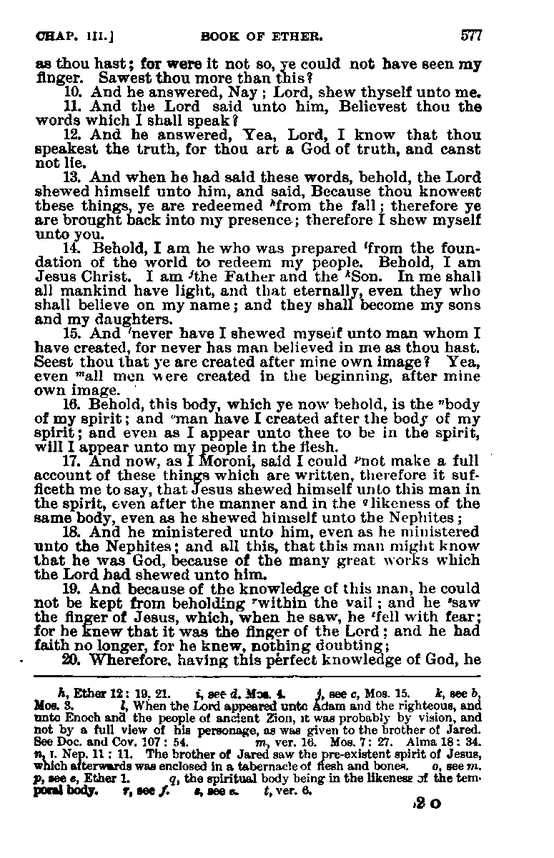 CHAP. III.] BOOK OF ETHER. 577
as thou hast; for were it not so, ye could not have seen my
finger. Sawest thou more than this?
10. And he answered, Nay; Lord, shew thyself unto me.
11. And the Lord said unto him, Believest thou the
words which I shall speak?
12. And he answered, Yea, Lord, I know that thou
speakest the truth, for thou art a God of truth, and canst
not lie.
13. And when he had said these words, behold, the Lord
shewed himself unto him, and said, Because thou knowest
these things, ye are redeemed ʰfrom the fall; therefore ye
are brought back into my presence; therefore I shew myself
unto you.
14. Behold, I am he who was prepared ⁱfrom the foun-
dation of the world to redeem my people. Behold, I am
Jesus Christ. I am ʲthe Father and the ᵏSon. In me shall
all mankind have light, and that eternally, even they who
shall believe on my name; and they shall become my sons
and my daughters.
15. And ˡnever have I shewed myself unto man whom I
have created, for never has man believed in me as thou hast.
Seest thou that ye are created after mine own image? Yea,
even ᵐall men were created in the beginning, after mine
own image.
16. Behold, this body, which ye now behold, is the ⁿbody
of my spirit; and ᵒman have I created after the body of my
spirit; and even as I appear unto thee to be in the spirit,
will I appear unto my people in the flesh.
17. And now, as I Moroni, said I could ᵖnot make a full
account of these things which are written, therefore it suf-
ficeth me to say, that Jesus shewed himself unto this man in
the spirit, even after the manner and in the qlikeness of the
same body, even as he shewed himself unto the Nephites;
18. And he ministered unto him, even as he ministered
unto the Nephites; and all this, that this man might know
that he was God, because of the many great works which
the Lord had shewed unto him.
19. And because of the knowledge of this man, he could
not be kept from beholding ʳwithin the vail; and he ˢsaw
the finger of Jesus, which, when he saw, he ᵗfell with fear;
for he knew that it was the finger of the Lord; and he had
faith no longer, for he knew, nothing doubting;
20. Wherefore, having this perfect knowledge of God, he
h, Ether 12: 19, 21. i, see d, Mos. 4. j, see c, Mos. 15. k, see b,
Mos. 3. l, When the Lord appeared unto Adam and the righteous, and
unto Enoch and the people of ancient Zion, it was probably by vision, and
not by a full view of his personage, as was given to the brother of Jared.
See Doc. and Cov. 107: 54. m, ver. 16. Mos. 7: 27. Alma 18: 34.
n, I. Nep. 11: 11. The brother of Jared saw the pre-existent spirit of Jesus,
which afterwards was enclosed in a tabernacle of flesh and bones. o, see m.
p, see e, Ether 1. q, the spiritual body being in the likeness of the tem-
poral body. r, see f. s, see t, ver. 6.
2 O